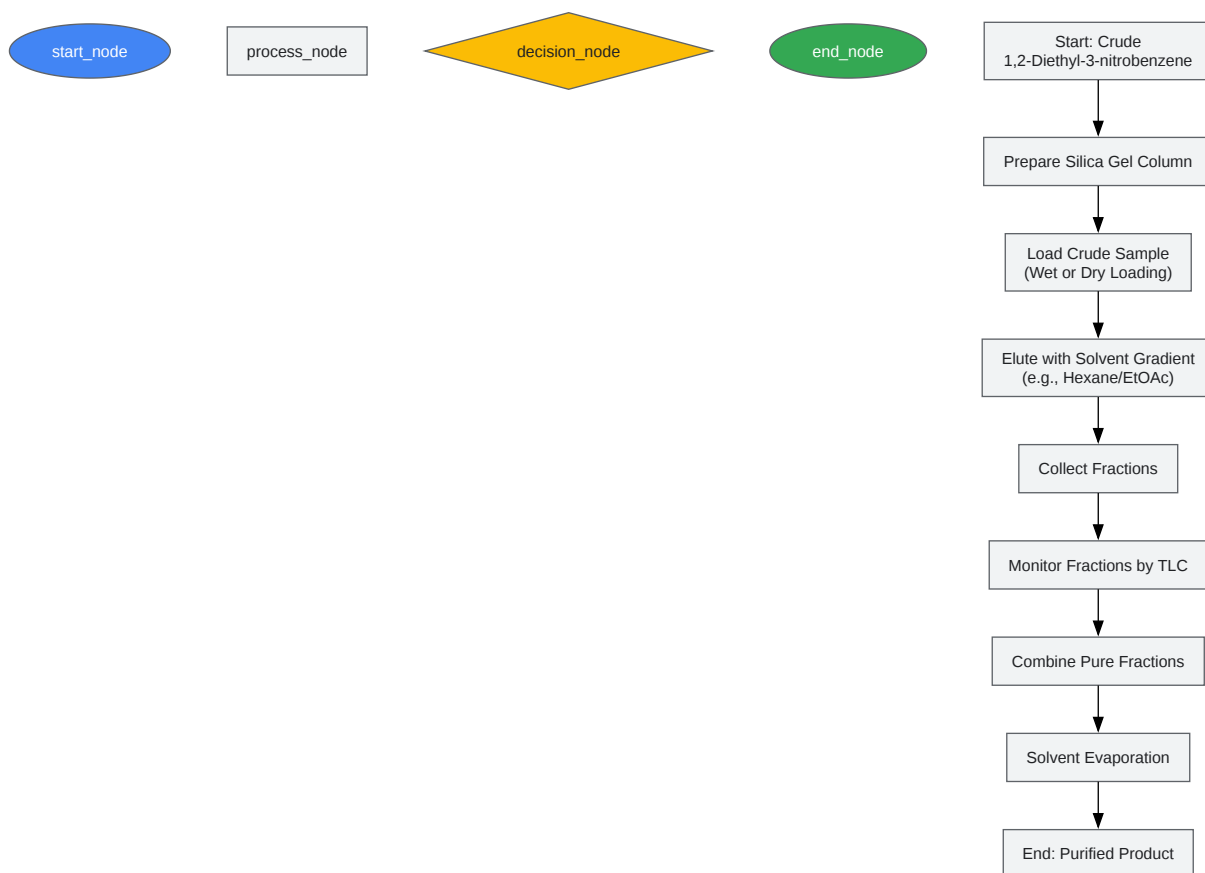 start_node
process_node
decision_node
end_node
Start: Crude
1,2-Diethyl-3-nitrobenzene
Prepare Silica Gel Column
Load Crude Sample
(Wet or Dry Loading)
Elute with Solvent Gradient
(e.g., Hexane/EtOAc)
Collect Fractions
Monitor Fractions by TLC
Combine Pure Fractions
Solvent Evaporation
End: Purified Product